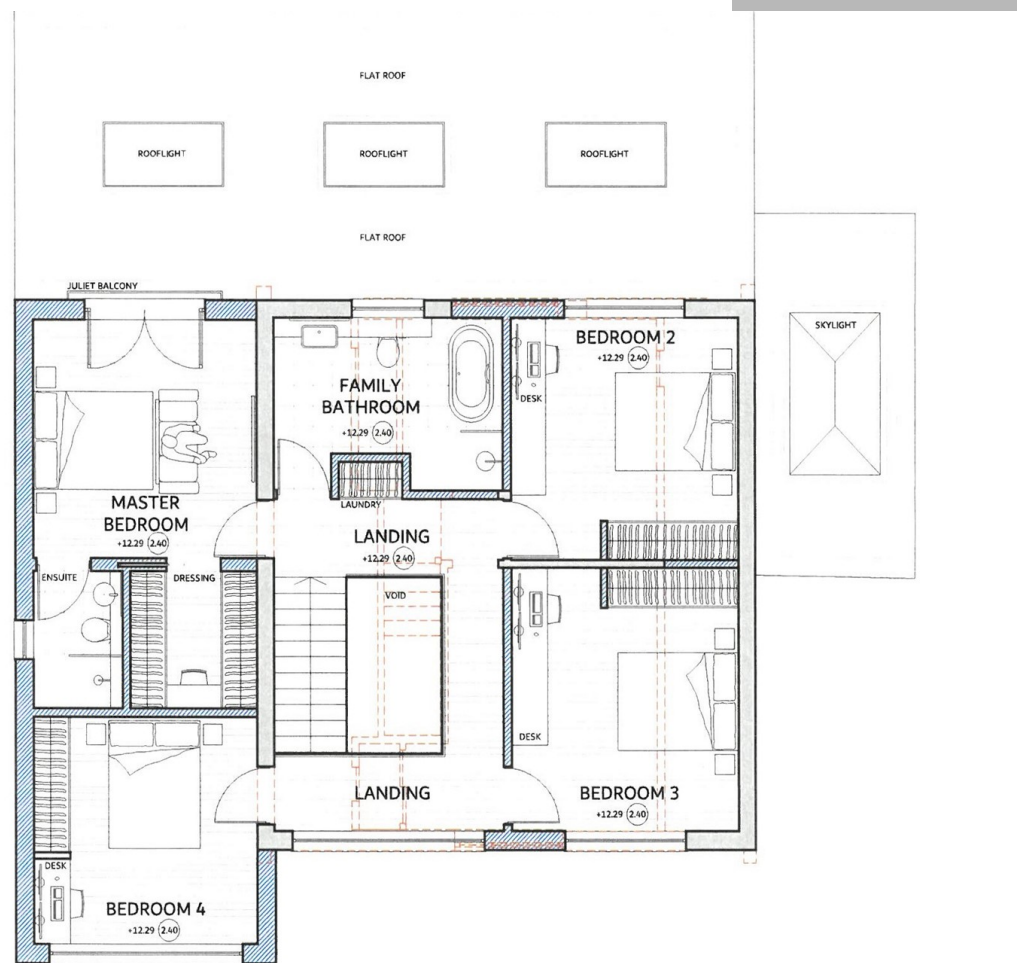 FLAT ROOF
ROOFLIGHT
ROOFLIGHT
ROOFLIGHT
FLAT ROOF
JULIET BALCONY
SKYLIGHT
BEDROOM 2
+12.29 2.40
DESK
FAMILY
BATHROOM
+12.29 2.40
MASTER
BEDROOM
+12.29 2.40
LAUNDRY
LANDING
+12.29 2.40
ENSUITE
DRESSING
VOID
DESK
LANDING
BEDROOM 3
+12.29 2.40
DESK
BEDROOM 4
+12.29 2.40